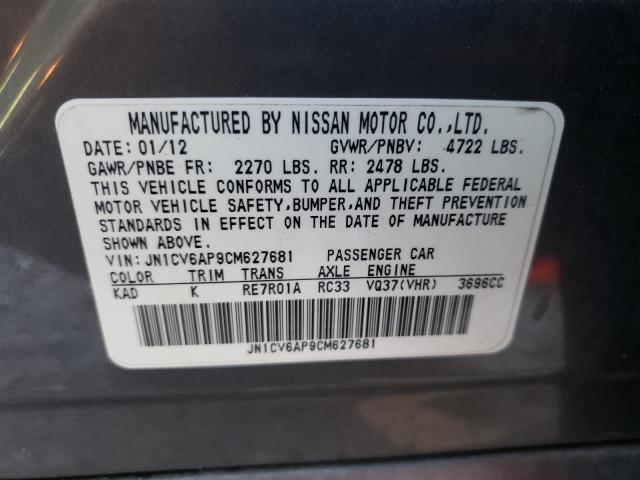 MANUFACTURED BY NISSAN MOTOR CO.,LTD.
DATE: 01/12 GVWR/PNBV: 4722 LBS.
GAWR/PNBE FR: 2270 LBS. RR: 2478 LBS.
THIS VEHICLE CONFORMS TO ALL APPLICABLE FEDERAL
MOTOR VEHICLE SAFETY,BUMPER,AND THEFT PREVENTION
STANDARDS IN EFFECT ON THE DATE OF MANUFACTURE
SHOWN ABOVE.
VIN: JN1CV6AP9CM627681 PASSENGER CAR
COLOR TRIM TRANS AXLE ENGINE
KAD K RE7R01A RC33 VQ37(VHR) 3696CC
JN1CV6AP9CM627681